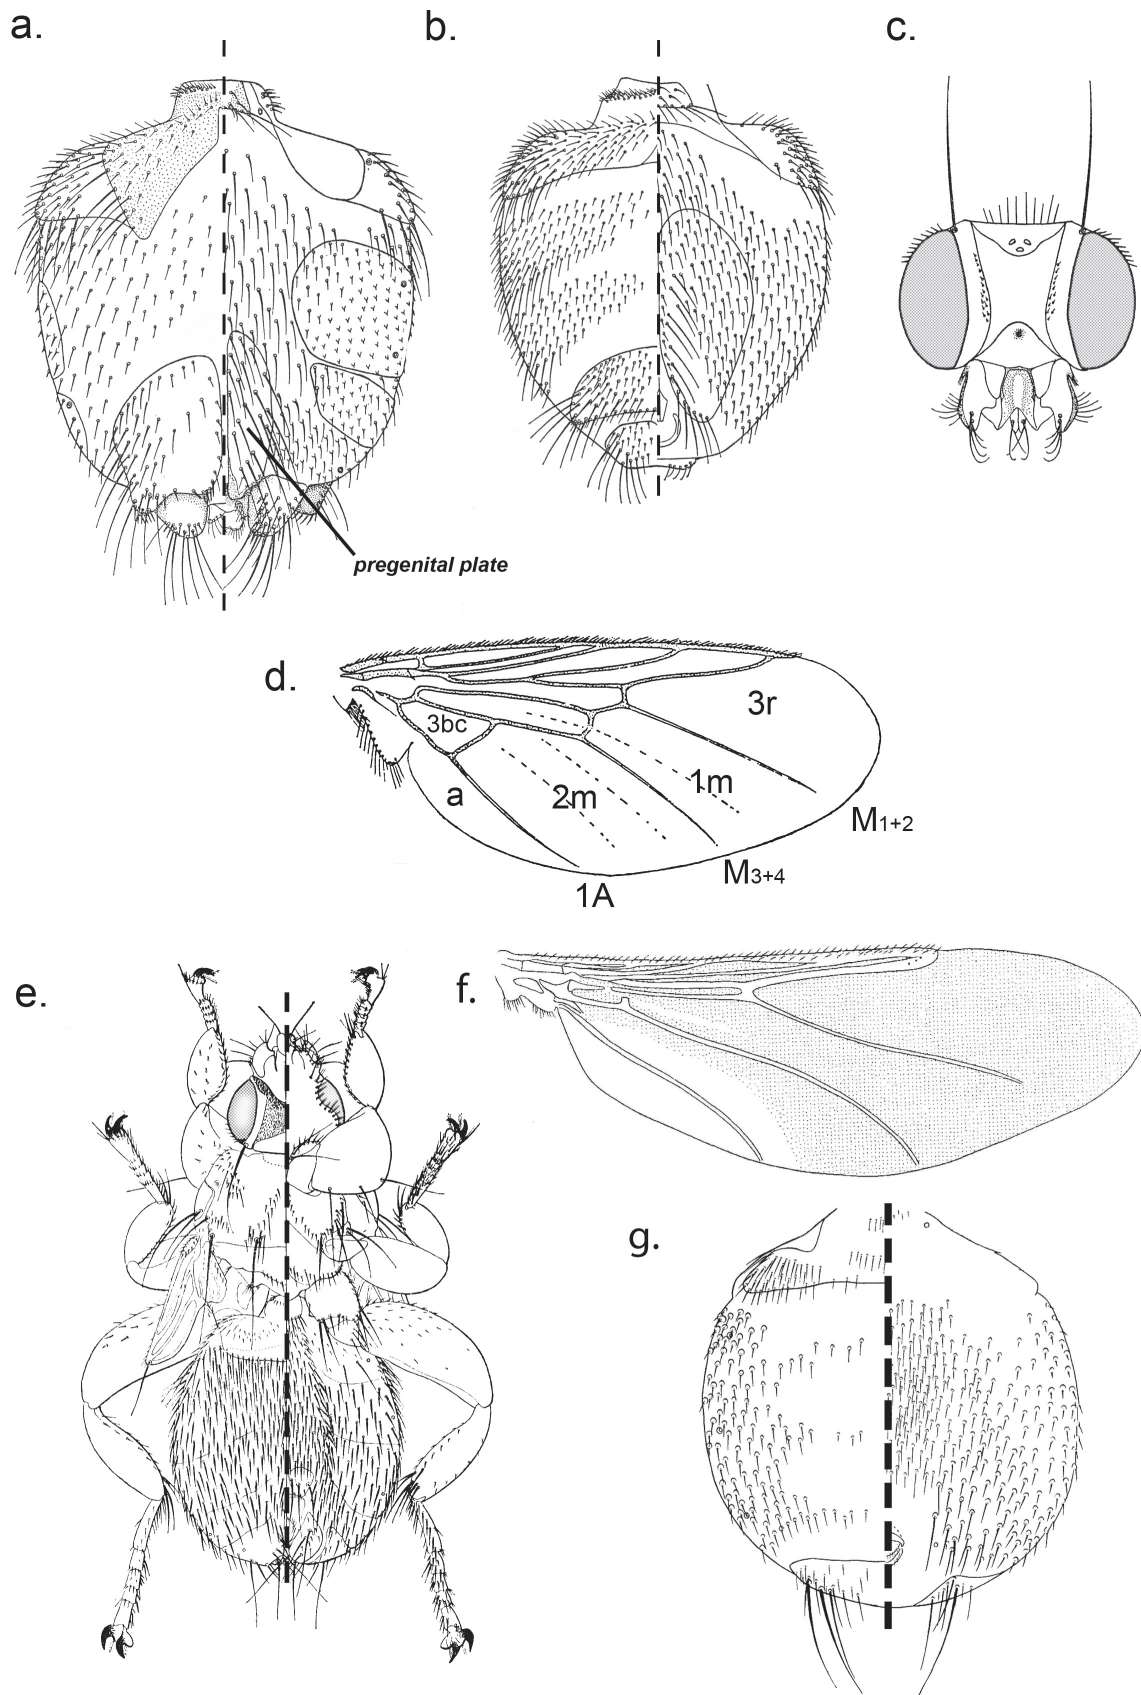 a.
b.
c.
pregenital plate
d.
3bc
3r
a
2m
1m
M1+2
M3+4
1A
e.
f.
g.